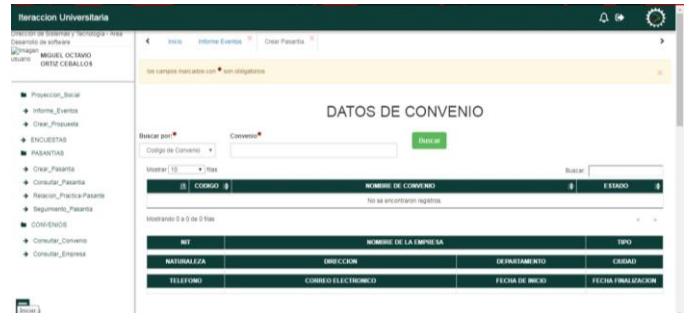 Iteraccion Universitaria
Dirección de Sistemas y Tecnología - Area
Desarrollo de software
Imagen usuario
MIGUEL OCTAVIO
ORTIZ CEBALLOS
Proyeccion_Social
Informe_Eventos
Crear_Propuesta
ENCUESTAS
PASANTIAS
Crear_Pasantia
Consultar_Pasantia
Relacion_Practica-Pasante
Seguimiento_Pasantia
CONVENIOS
Consultar_Convenio
Consultar_Empresa
Iniciar
Inicio Informe Eventos Crear Pasantia
los campos marcados con * son obligatorios
DATOS DE CONVENIO
Buscar por:* Convenio*
Codigo de Convenio Buscar
Mostrar 10 filas Buscar:
CODIGO NOMBRE DE CONVENIO ESTADO
No se encontraron registros
Mostrando 0 a 0 de 0 filas
NIT NOMBRE DE LA EMPRESA TIPO
NATURALEZA DIRECCION DEPARTAMENTO CIUDAD
TELEFONO CORREO ELECTRONICO FECHA DE INICIO FECHA FINALIZACION